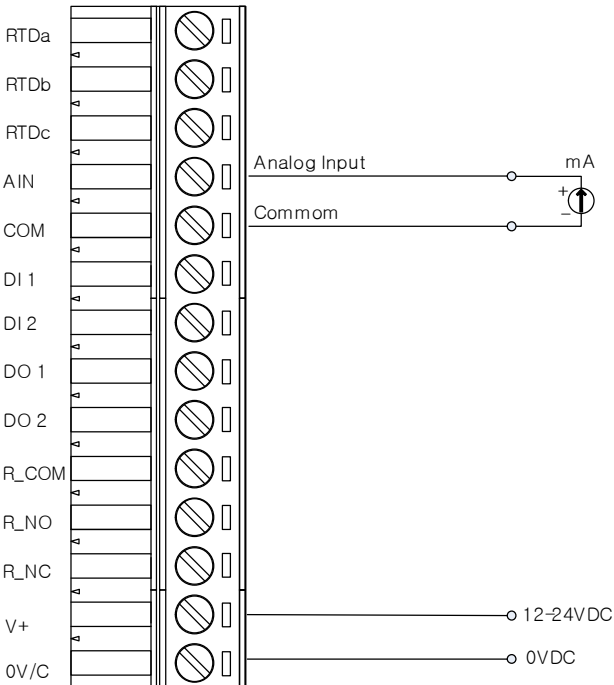 RTDa
RTDb
RTDc
AIN
COM
DI 1
DI 2
DO 1
DO 2
R_COM
R_NO
R_NC
V+
0V/C
Analog Input
Commom
mA
+
−
12-24VDC
0VDC